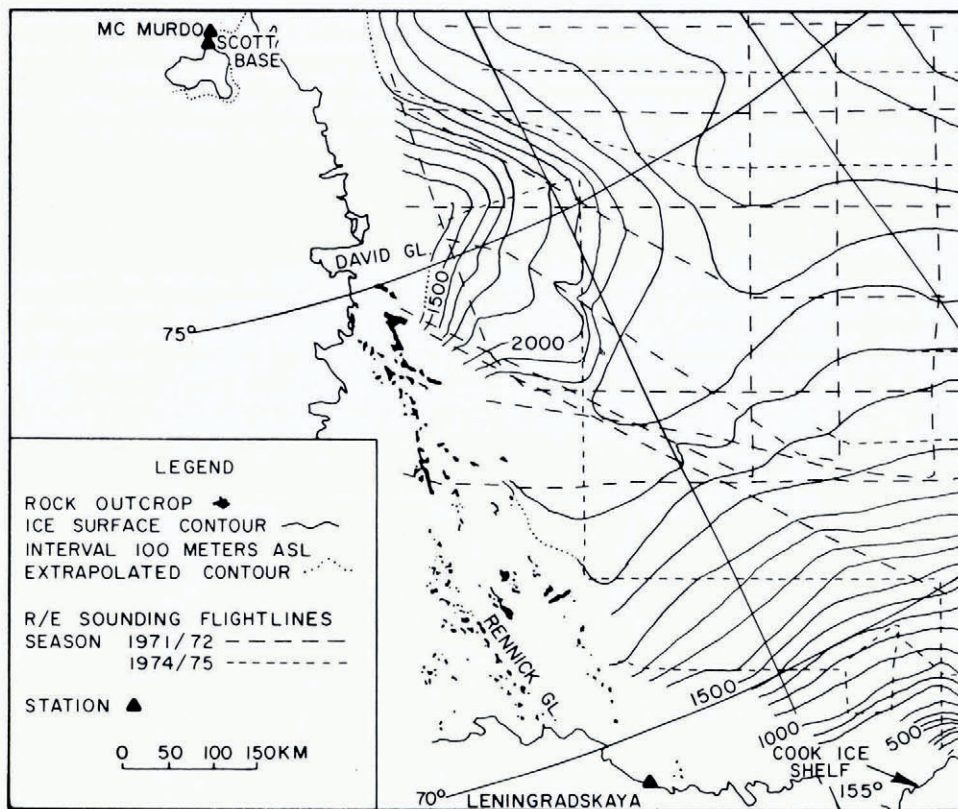 MC MURDO
SCOTT
BASE
DAVID GL.
75°
1500
2000
LEGEND
ROCK OUTCROP
ICE SURFACE CONTOUR
INTERVAL 100 METERS ASL
EXTRAPOLATED CONTOUR
R/E SOUNDING FLIGHTLINES
SEASON 1971/72
1974/75
STATION
0 50 100 150 KM
RENNICK GL.
1500
1000
500
COOK ICE
SHELF
155°
70°
LENINGRADSKAYA